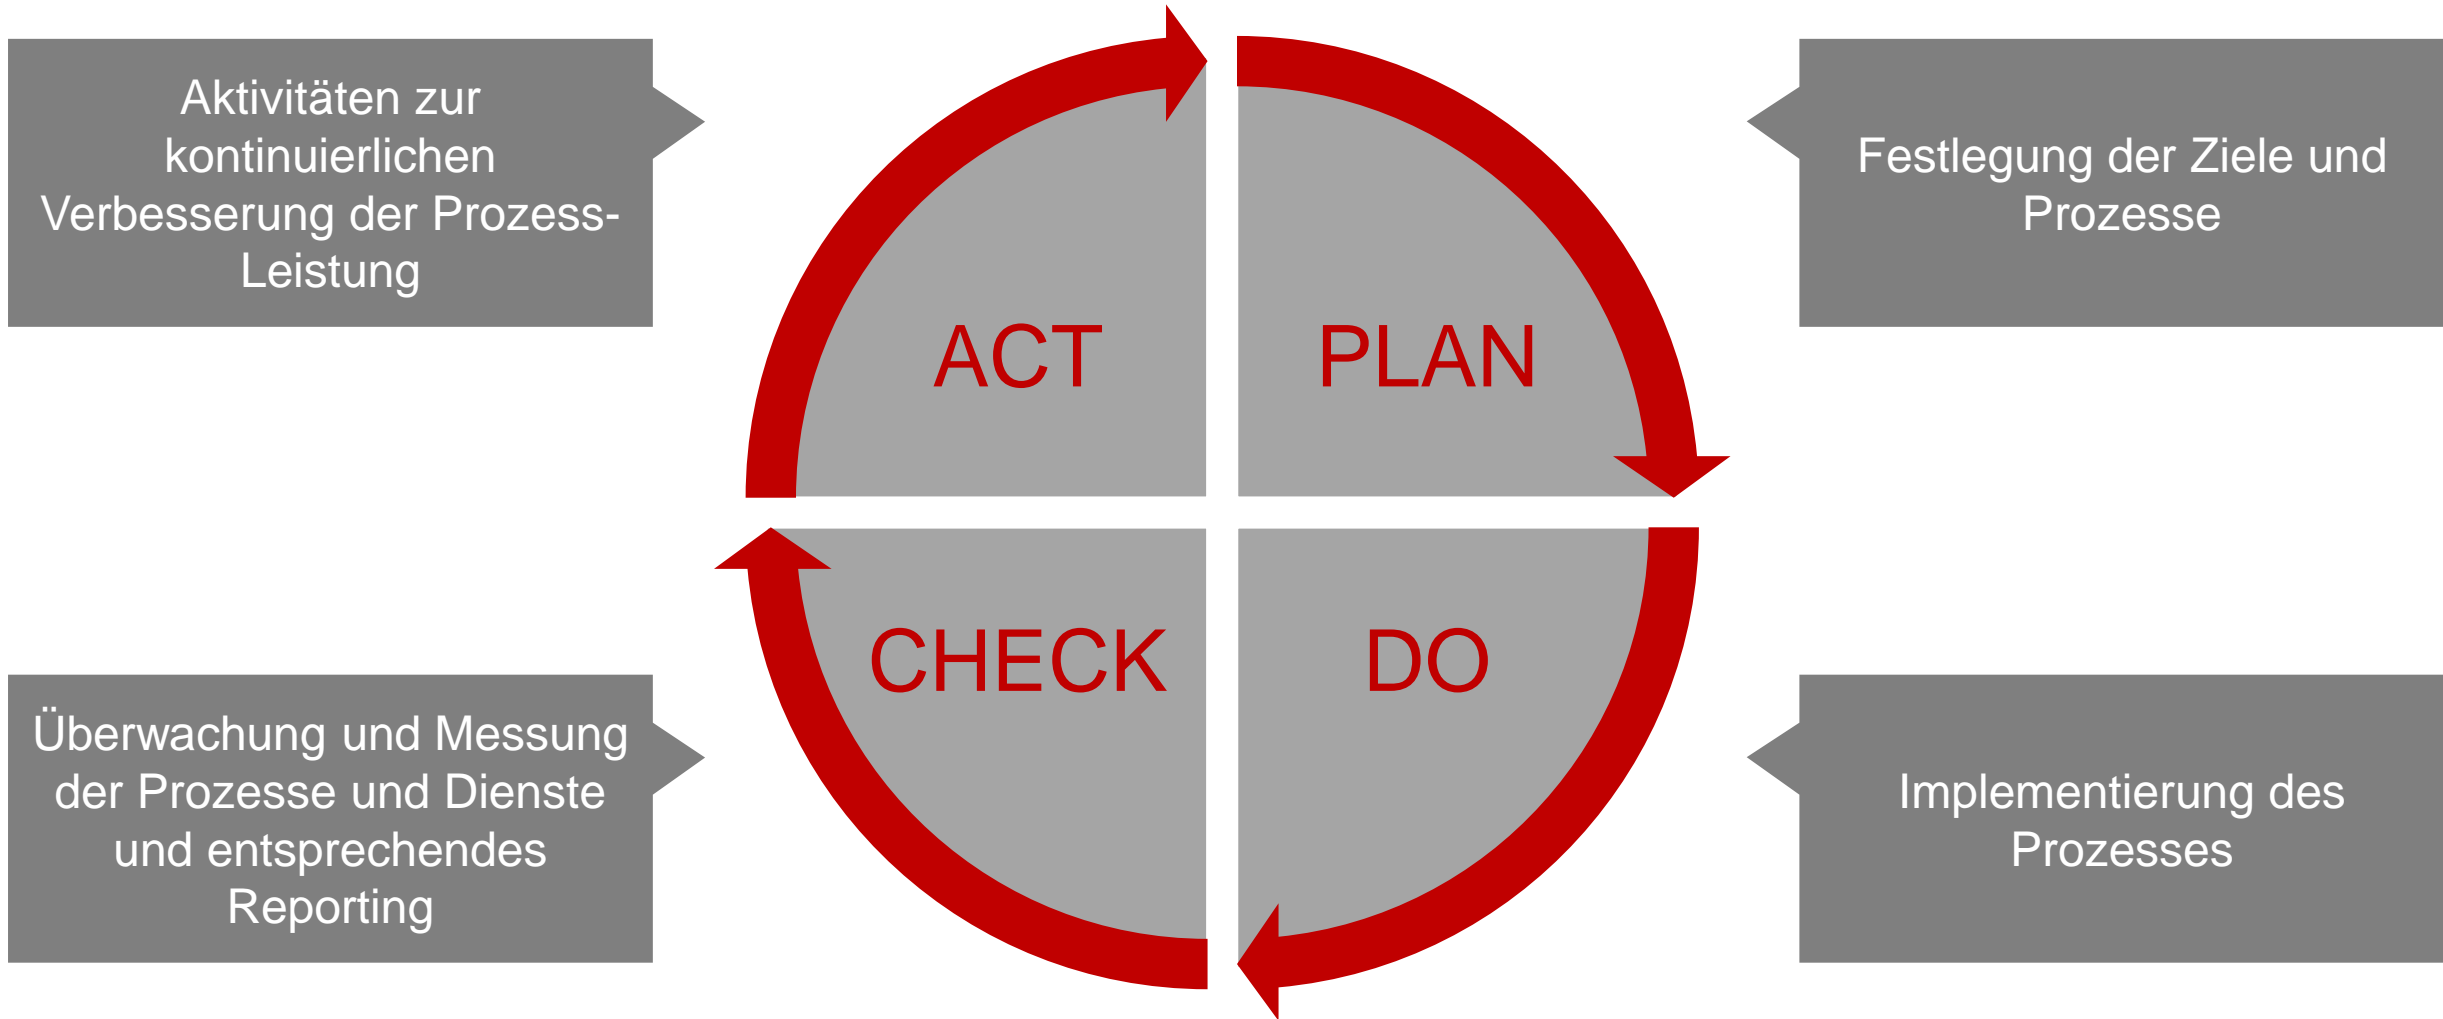 Aktivitäten zur
kontinuierlichen
Verbesserung der Prozess-
Leistung
Festlegung der Ziele und
Prozesse
ACT
PLAN
CHECK
DO
Überwachung und Messung
der Prozesse und Dienste
und entsprechendes
Reporting
Implementierung des
Prozesses